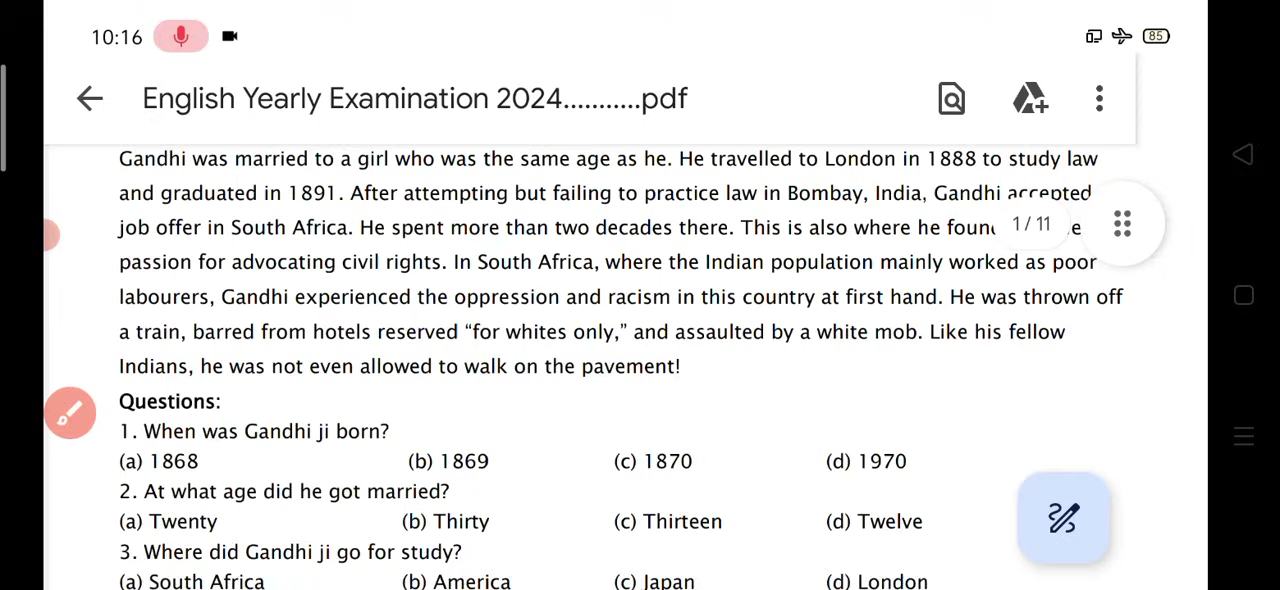 10:16
85
English Yearly Examination 2024...........pdf
Gandhi was married to a girl who was the same age as he. He travelled to London in 1888 to study law
and graduated in 1891. After attempting but failing to practice law in Bombay, India, Gandhi accepted
job offer in South Africa. He spent more than two decades there. This is also where he
1 / 11
passion for advocating civil rights. In South Africa, where the Indian population mainly worked as poor
labourers, Gandhi experienced the oppression and racism in this country at first hand. He was thrown off
a train, barred from hotels reserved “for whites only,” and assaulted by a white mob. Like his fellow
Indians, he was not even allowed to walk on the pavement!
Questions:
1. When was Gandhi ji born?
(a) 1868 (b) 1869 (c) 1870 (d) 1970
2. At what age did he got married?
(a) Twenty (b) Thirty (c) Thirteen (d) Twelve
3. Where did Gandhi ji go for study?
(a) South Africa (b) America (c) Japan (d) London